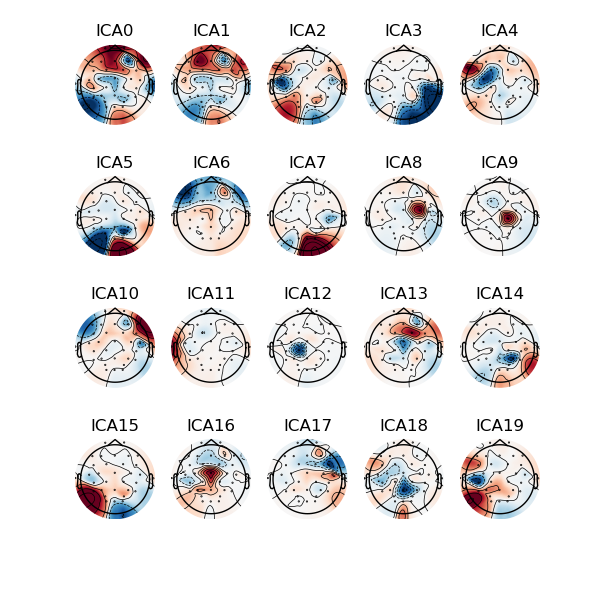 ICA0 ICA1 ICA2 ICA3 ICA4
ICA5 ICA6 ICA7 ICA8 ICA9
ICA10 ICA11 ICA12 ICA13 ICA14
ICA15 ICA16 ICA17 ICA18 ICA19